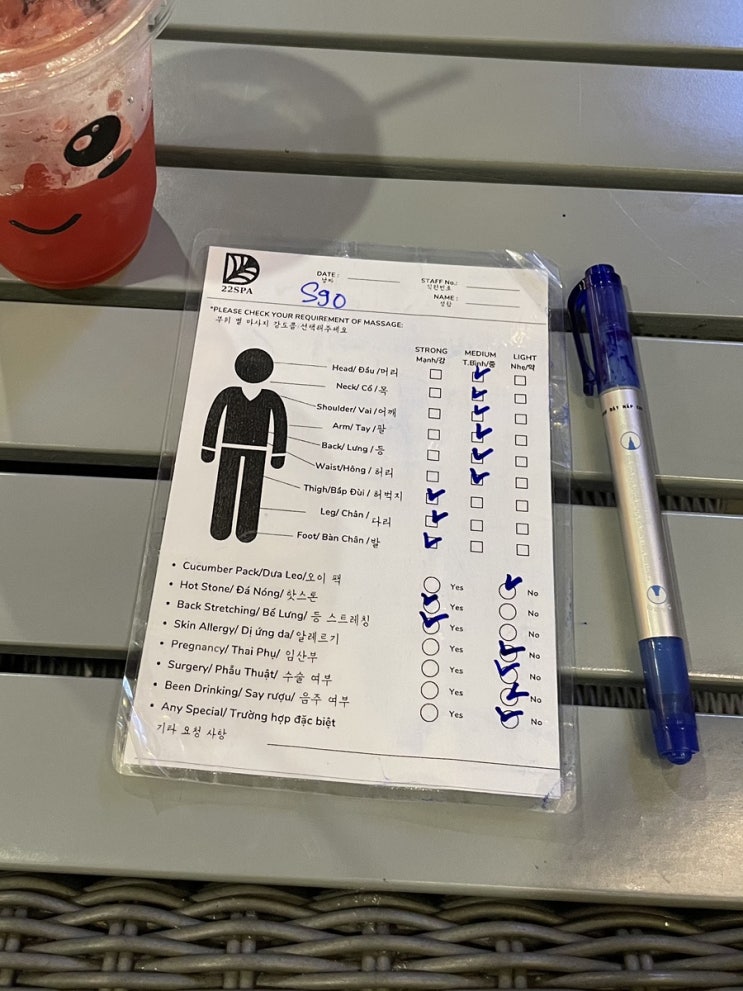 22SPA
DATE :
날짜
S90
STAFF No.:
직원번호
NAME :
성함
*PLEASE CHECK YOUR REQUIREMENT OF MASSAGE:
부위 별 마사지 강도를 선택해주세요
STRONG MEDIUM LIGHT
Mạnh/강 T.Bình/중 Nhẹ/약
Head/ Đầu /머리
Neck/ Cổ /목
Shoulder/ Vai /어깨
Arm/ Tay /팔
Back/ Lưng /등
Waist/Hông / 허리
Thigh/Bắp Đùi / 허벅지
Leg/ Chân / 다리
Foot/ Bàn Chân /발
• Cucumber Pack/Dưa Leo/오이 팩 Yes No
• Hot Stone/ Đá Nóng/ 핫스톤 Yes No
• Back Stretching/ Bẻ Lưng/ 등 스트레칭 Yes No
• Skin Allergy/ Dị ứng da/ 알레르기 Yes No
• Pregnancy/ Thai Phụ/ 임산부 Yes No
• Surgery/ Phẫu Thuật/ 수술 여부 Yes No
• Been Drinking/ Say rượu/ 음주 여부 Yes No
• Any Special/ Trường hợp đặc biệt
기타 요청 사항